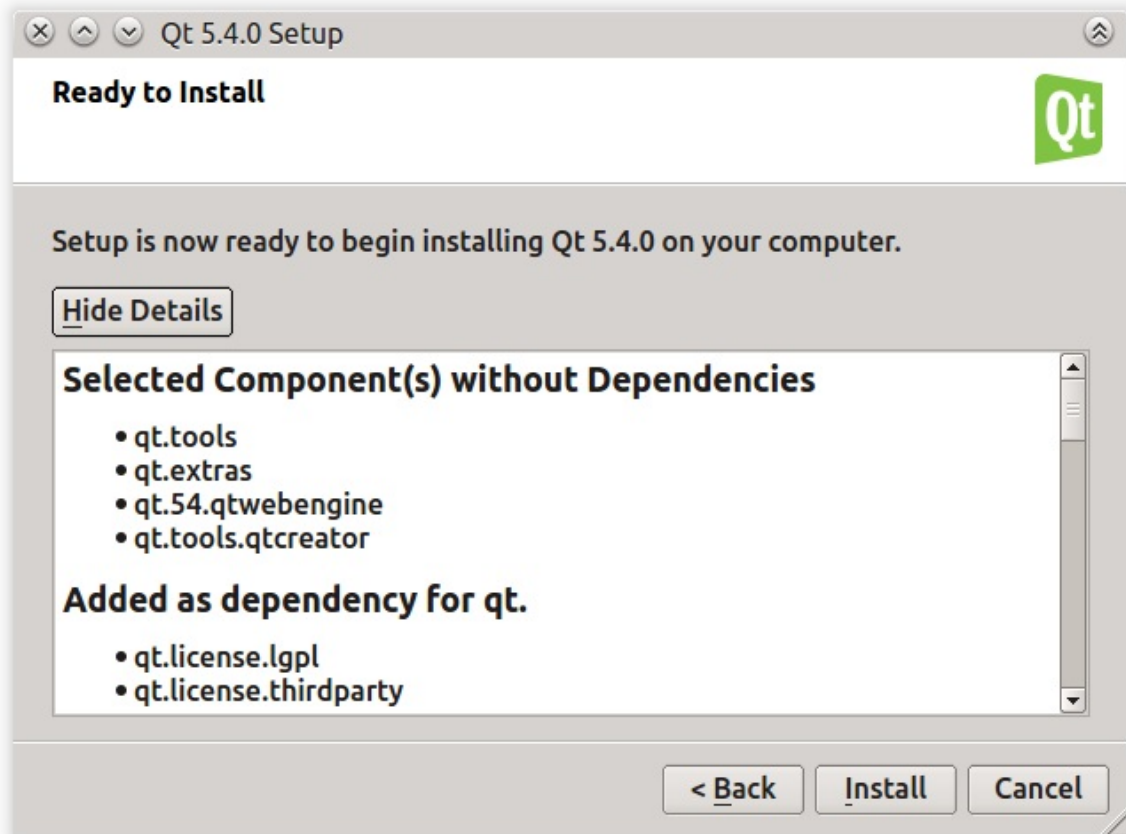 Qt 5.4.0 Setup
Ready to Install
Qt
Setup is now ready to begin installing Qt 5.4.0 on your computer.
Hide Details
Selected Component(s) without Dependencies
• qt.tools
• qt.extras
• qt.54.qtwebengine
• qt.tools.qtcreator
Added as dependency for qt.
• qt.license.lgpl
• qt.license.thirdparty
< Back Install Cancel